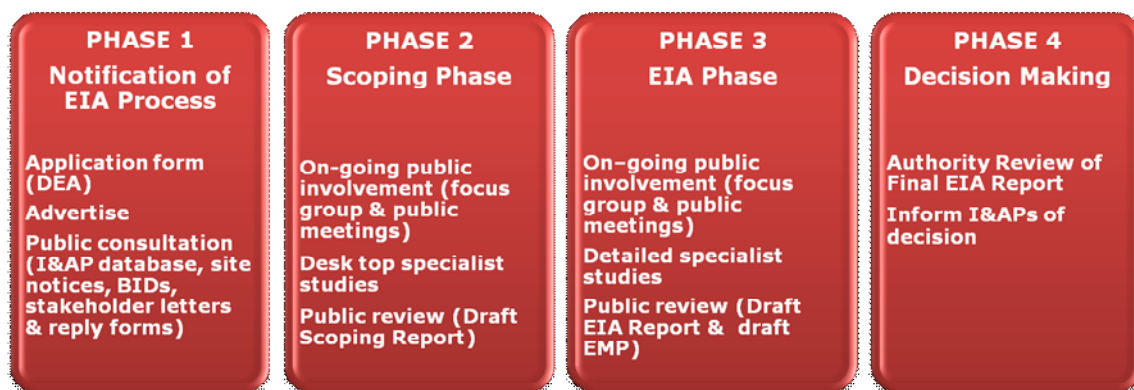 PHASE 1
Notification of
EIA Process
Application form
(DEA)
Advertise
Public consultation
(I&AP database, site
notices, BIDs,
stakeholder letters
& reply forms)
PHASE 2
Scoping Phase
On-going public
involvement (focus
group & public
meetings)
Desk top specialist
studies
Public review (Draft
Scoping Report)
PHASE 3
EIA Phase
On–going public
involvement (focus
group & public
meetings)
Detailed specialist
studies
Public review (Draft
EIA Report & draft
EMP)
PHASE 4
Decision Making
Authority Review of
Final EIA Report
Inform I&APs of
decision